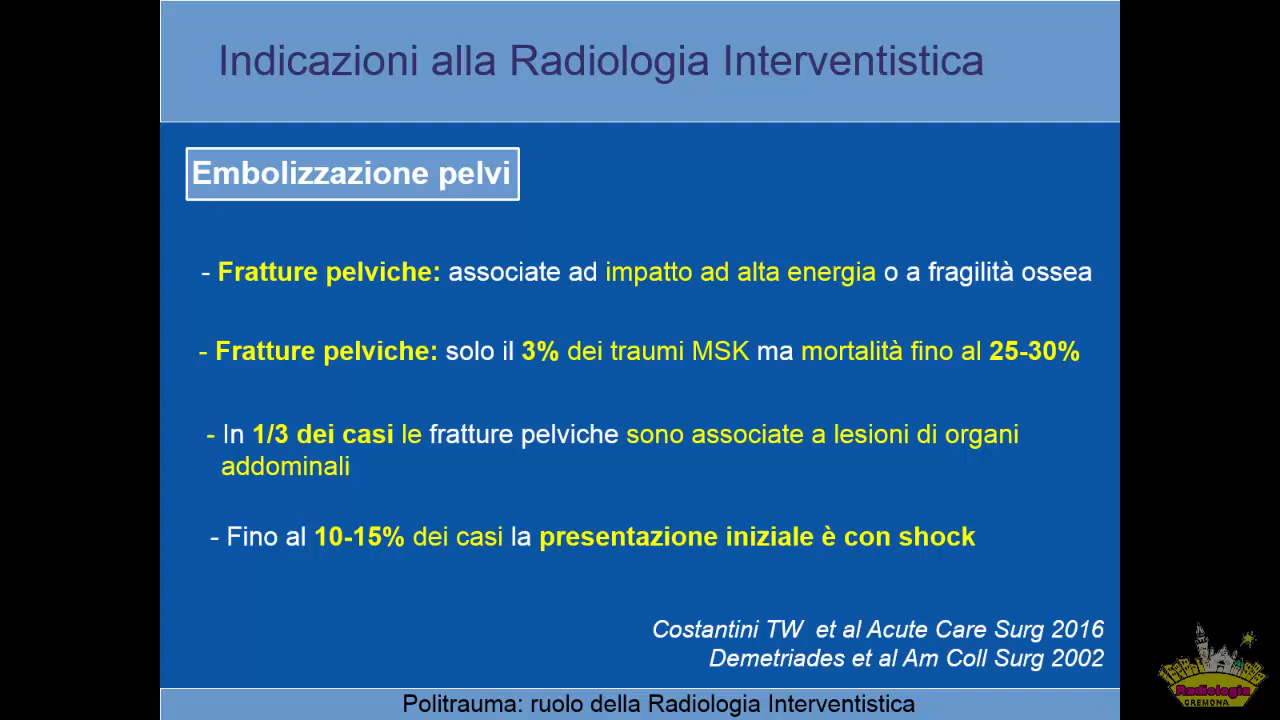 Indicazioni alla Radiologia Interventistica
Embolizzazione pelvi
- Fratture pelviche: associate ad impatto ad alta energia o a fragilità ossea
- Fratture pelviche: solo il 3% dei traumi MSK ma mortalità fino al 25-30%
- In 1/3 dei casi le fratture pelviche sono associate a lesioni di organi
addominali
- Fino al 10-15% dei casi la presentazione iniziale è con shock
Costantini TW et al Acute Care Surg 2016
Demetriades et al Am Coll Surg 2002
Politrauma: ruolo della Radiologia Interventistica
Radiologia
CREMONA